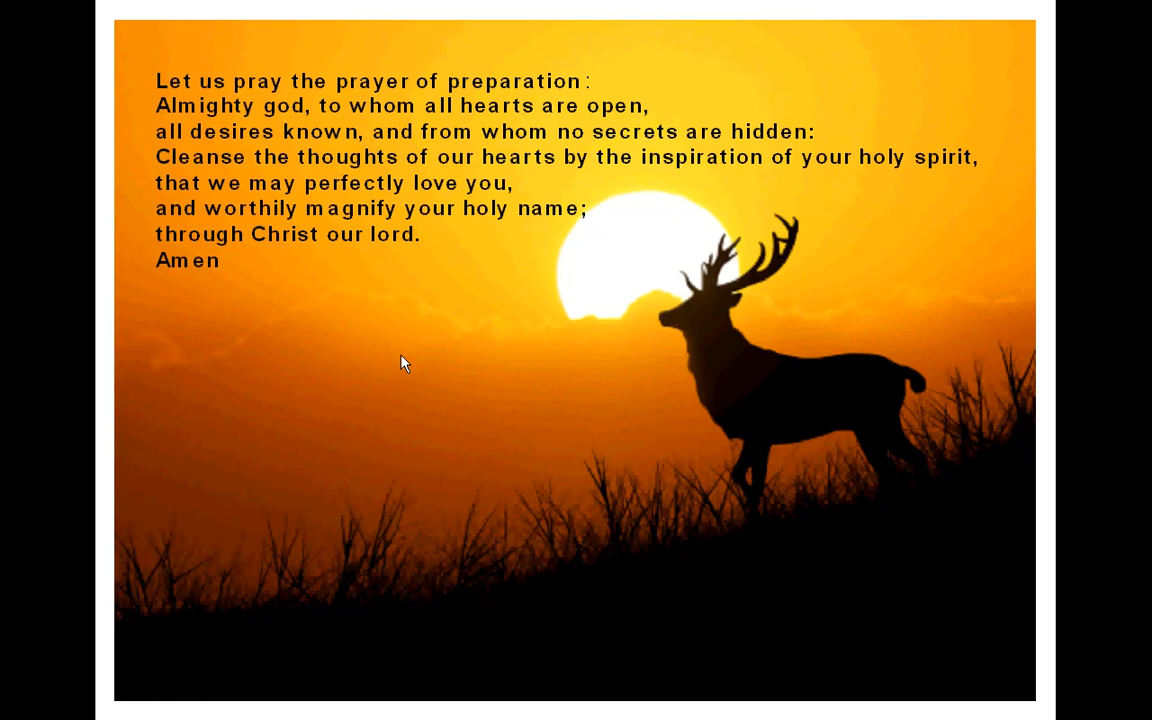 Let us pray the prayer of preparation:
Almighty god, to whom all hearts are open,
all desires known, and from whom no secrets are hidden:
Cleanse the thoughts of our hearts by the inspiration of your holy spirit,
that we may perfectly love you,
and worthily magnify your holy name;
through Christ our lord.
Amen